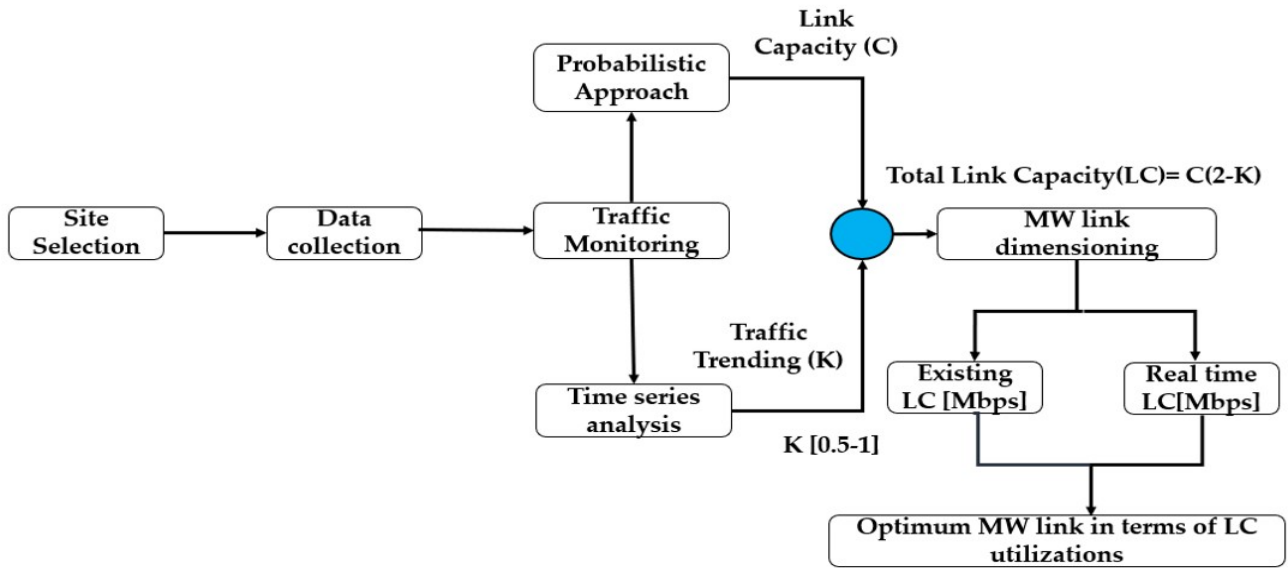 Link
Capacity (C)
Probabilistic
Approach
Total Link Capacity(LC)= C(2-K)
Site
Selection
Data
collection
Traffic
Monitoring
MW link
dimensioning
Traffic
Trending (K)
Existing
LC [Mbps]
Real time
LC[Mbps]
Time series
analysis
K [0.5-1]
Optimum MW link in terms of LC
utilizations